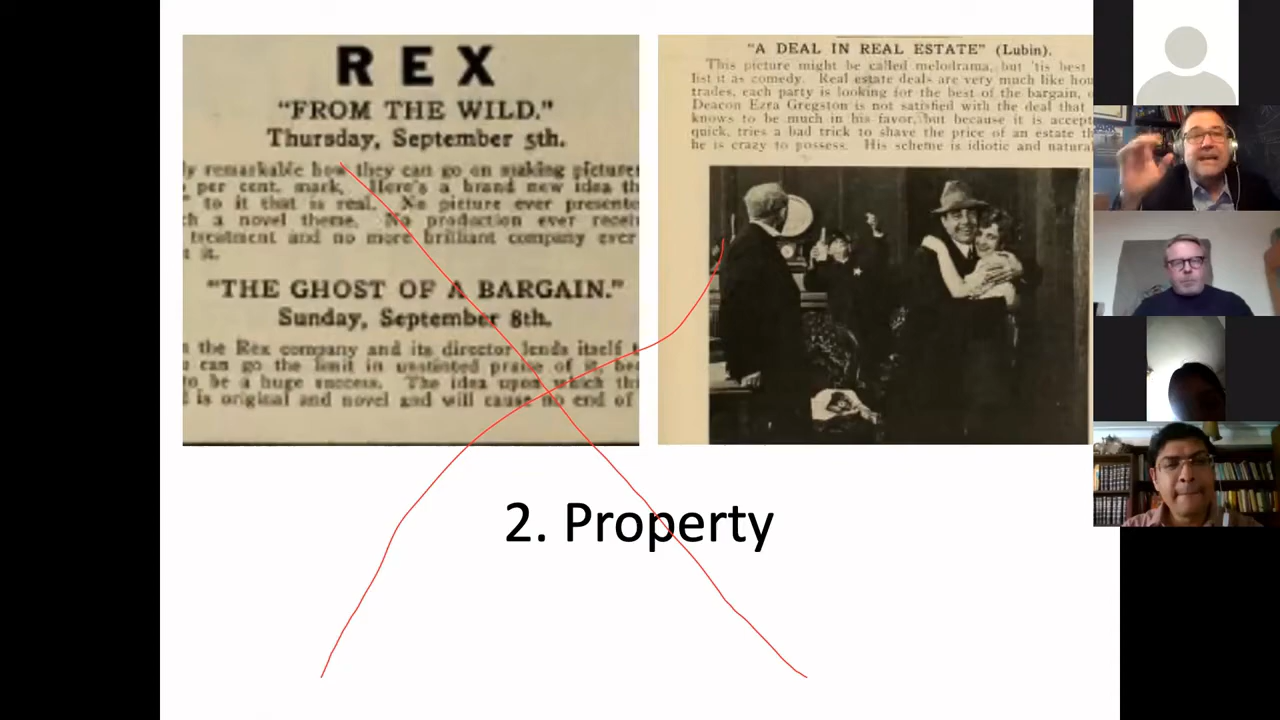 REX
"FROM THE WILD."
Thursday, September 5th.
ly remarkable how they can go on making pictures
per cent. mark. Here's a brand new idea th
" to it that is real. No picture ever presente
h a novel theme. No production ever recei
treatment and no more brilliant company ever
t it.
"THE GHOST OF A BARGAIN."
Sunday, September 8th.
the Rex company and its director lends itself t
can go the limit in unstinted praise of it, bec
to be a huge success. The idea upon which th
l is original and novel and will cause no end of
"A DEAL IN REAL ESTATE" (Lubin).
This picture might be called melodrama, but 'tis best
list it as comedy. Real estate deals are very much like hor
trades, each party is looking for the best of the bargain,
Deacon Ezra Gregston is not satisfied with the deal that
knows to be much in his favor, but because it is accept
quick, tries a bad trick to shave the price of an estate th
he is crazy to possess. His scheme is idiotic and natura
2. Property